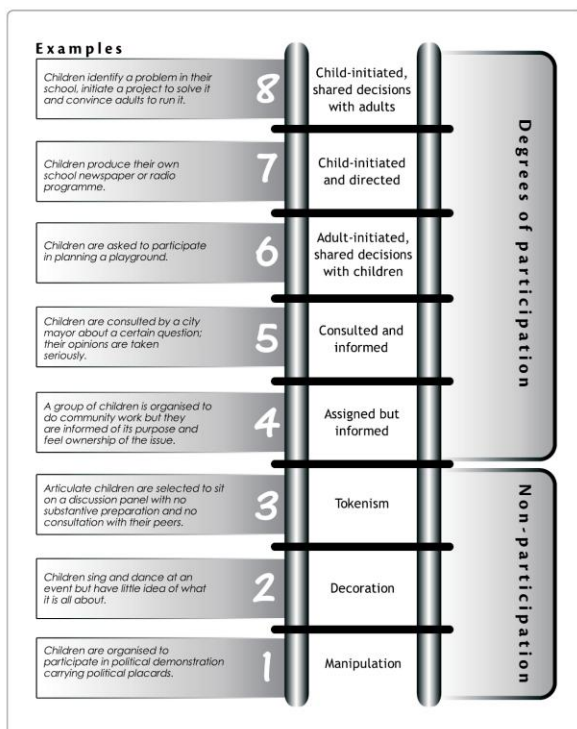 Examples
Children identify a problem in their
school, initiate a project to solve it
and convince adults to run it.
8
Child-initiated,
shared decisions
with adults
Children produce their own
school newspaper or radio
programme.
7
Child-initiated
and directed
Children are asked to participate
in planning a playground.
6
Adult-initiated,
shared decisions
with children
Children are consulted by a city
mayor about a certain question;
their opinions are taken
seriously.
5
Consulted and
informed
A group of children is organised to
do community work but they
are informed of its purpose and
feel ownership of the issue.
4
Assigned but
informed
Degrees of participation
Articulate children are selected to sit
on a discussion panel with no
substantive preparation and no
consultation with their peers.
3
Tokenism
Children sing and dance at an
event but have little idea of what
it is all about.
2
Decoration
Children are organised to
participate in political demonstration
carrying political placards.
1
Manipulation
Non-participation